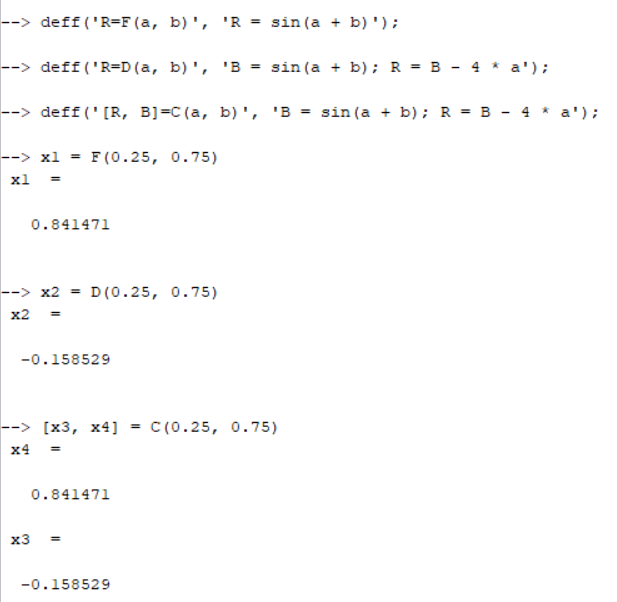 --> deff('R=F(a, b)', 'R = sin(a + b)');
--> deff('R=D(a, b)', 'B = sin(a + b); R = B - 4 * a');
--> deff('[R, B]=C(a, b)', 'B = sin(a + b); R = B - 4 * a');
--> x1 = F(0.25, 0.75)
x1 =
0.841471
--> x2 = D(0.25, 0.75)
x2 =
-0.158529
--> [x3, x4] = C(0.25, 0.75)
x4 =
0.841471
x3 =
-0.158529